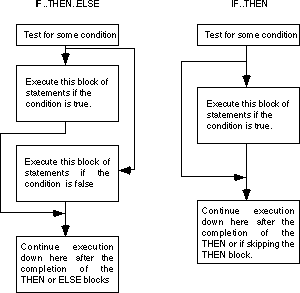 IF..THEN..ELSE
Test for some condition
Execute this block of
statements if the
condition is true.
Execute this block of
statements if the
condition is false
Continue execution
down here after the
completion of the
THEN or ELSE blocks
IF..THEN
Test for some condition
Execute this block of
statements if the
condition is true.
Continue execution
down here after the
completion of the
THEN or if skipping the
THEN block.